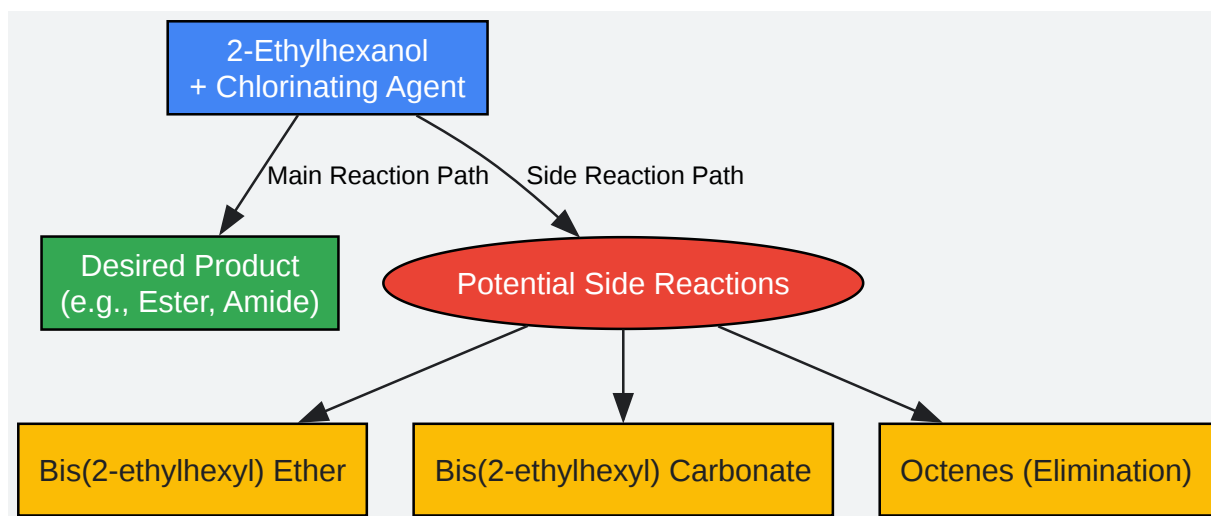 2-Ethylhexanol
+ Chlorinating Agent
Main Reaction Path
Side Reaction Path
Desired Product
(e.g., Ester, Amide)
Potential Side Reactions
Bis(2-ethylhexyl) Ether
Bis(2-ethylhexyl) Carbonate
Octenes (Elimination)